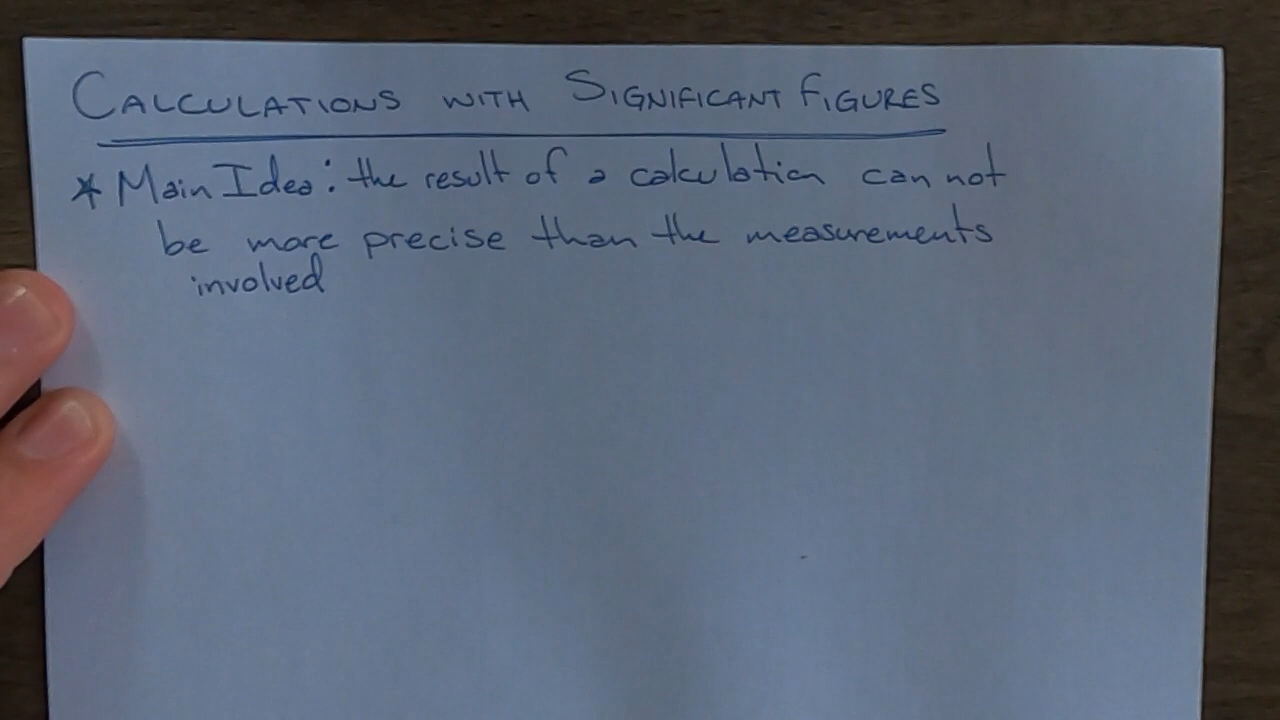 CALCULATIONS WITH SIGNIFICANT FIGURES
* Main Idea: the result of a calculation can not
be more precise than the measurements
involved